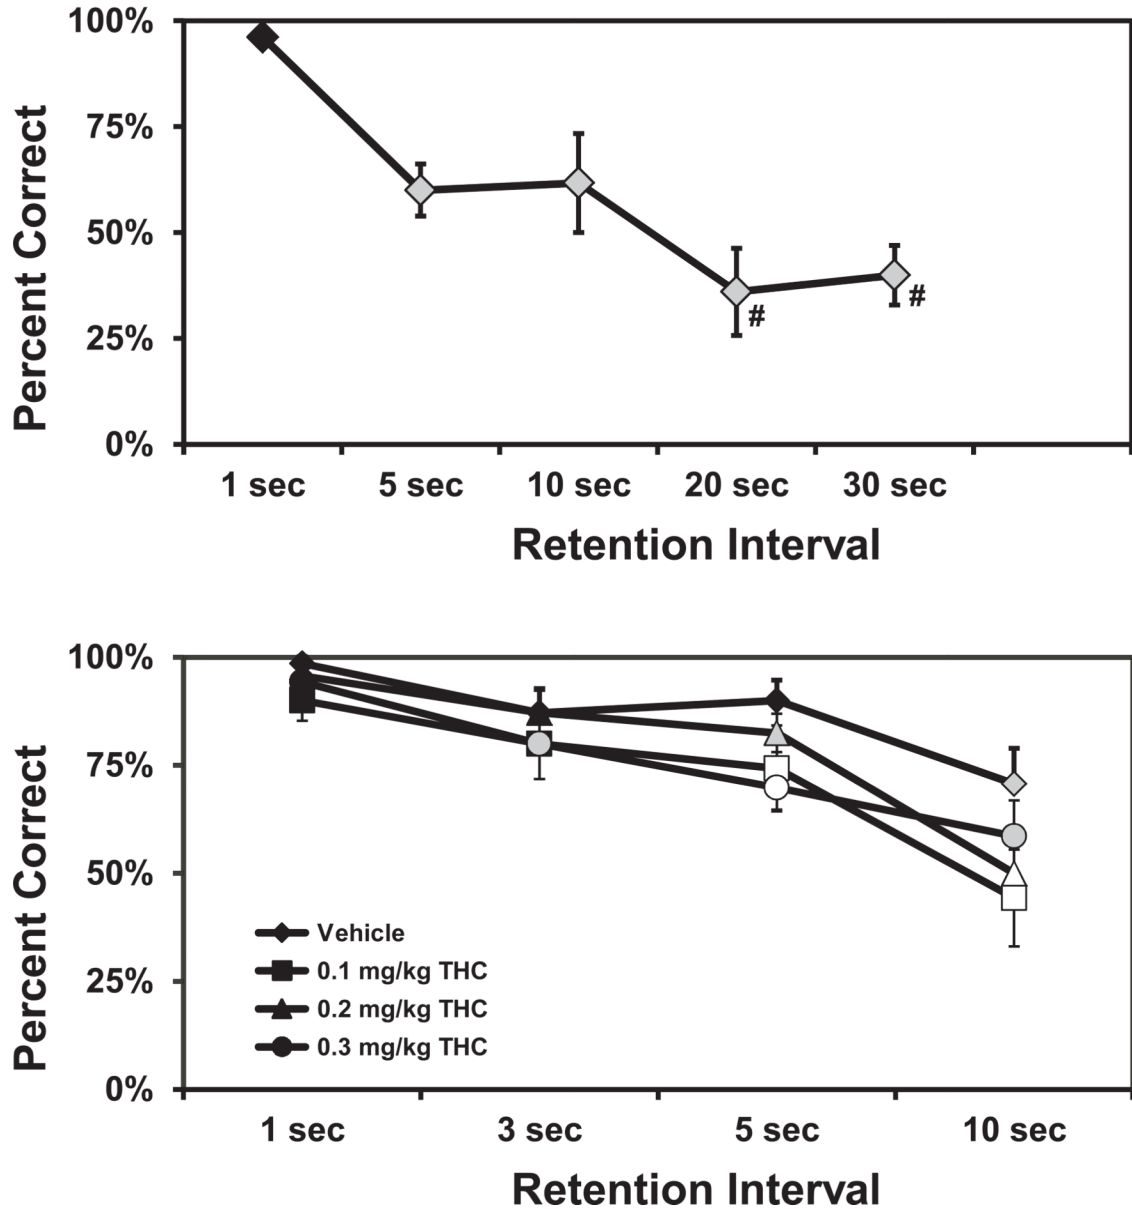 100%
75%
50%
25%
0%
Percent Correct
#
#
1 sec 5 sec 10 sec 20 sec 30 sec
Retention Interval
100%
75%
50%
25%
0%
Percent Correct
Vehicle
0.1 mg/kg THC
0.2 mg/kg THC
0.3 mg/kg THC
1 sec 3 sec 5 sec 10 sec
Retention Interval